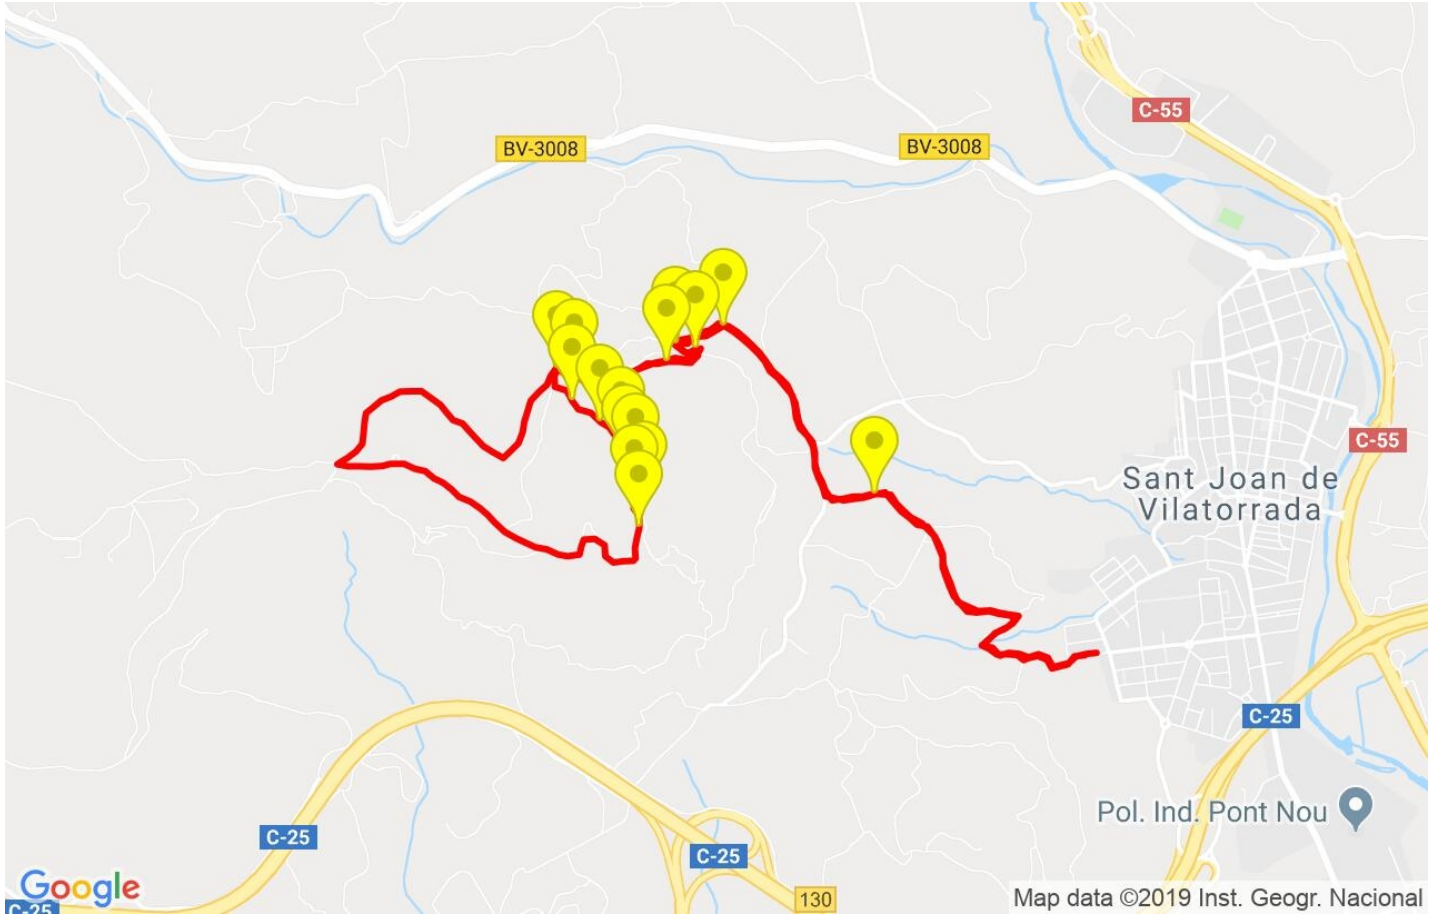 C-55
BV-3008
BV-3008
C-55
Sant Joan de
Vilatorrada
C-25
Pol. Ind. Pont Nou
C-25
C-25
Google
130
Map data ©2019 Inst. Geogr. Nacional
C-25